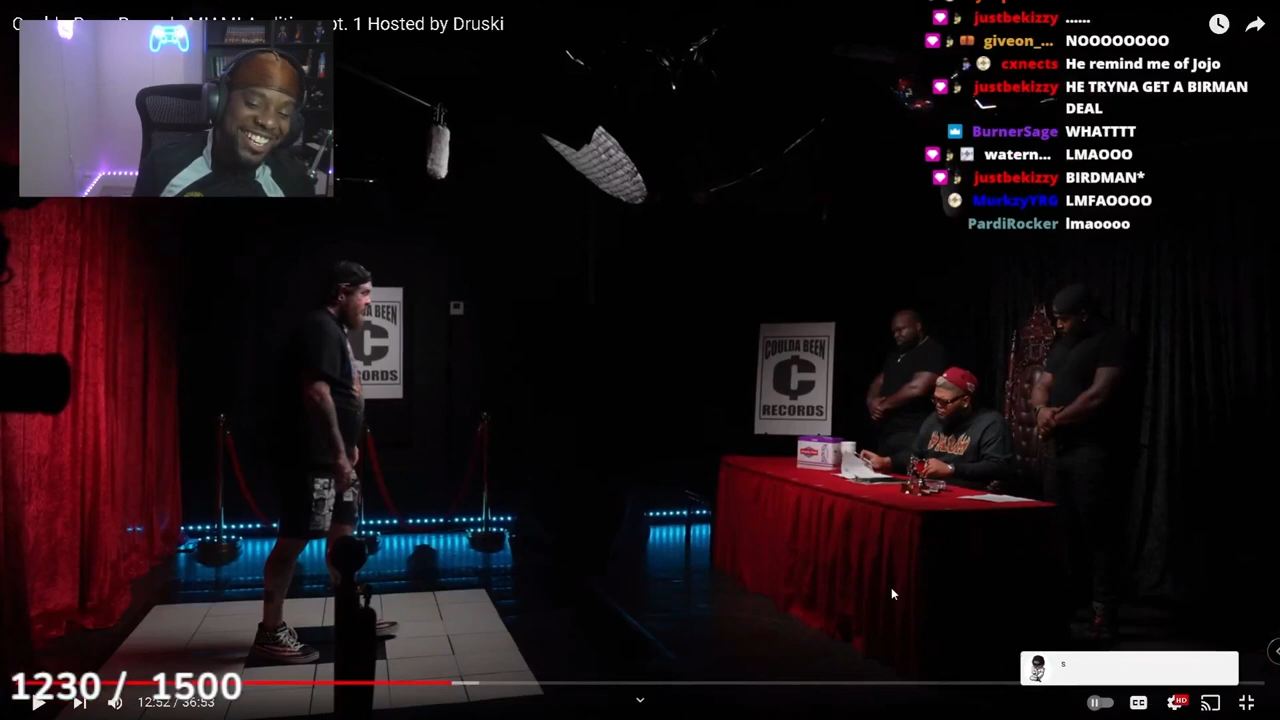 pt. 1 Hosted by Druski
justbekizzy ......
giveon_... NOOOOOOOO
cxnects He remind me of Jojo
justbekizzy HE TRYNA GET A BIRMAN
DEAL
BurnerSage WHATTTT
watern... LMAOOO
justbekizzy BIRDMAN*
MurkzyYRG LMFAOOOO
PardiRocker lmaoooo
COULDA BEEN
RECORDS
COULDA BEEN
RECORDS
s
1230 / 1500
12:52 / 36:53
CC
HD